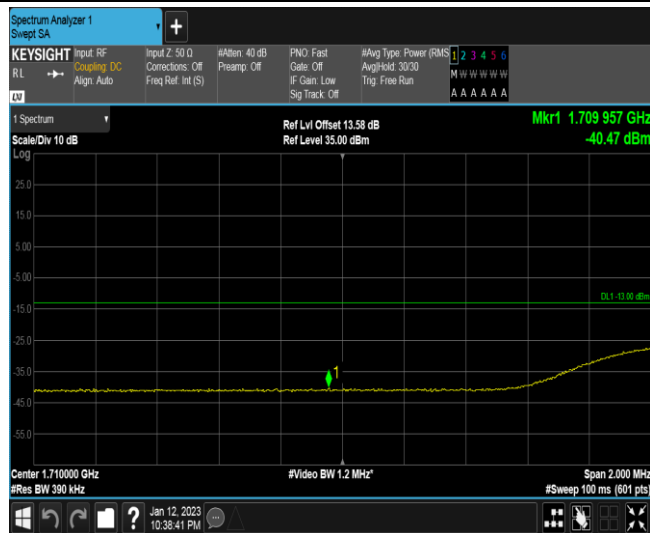 Spectrum Analyzer 1
Swept SA
+
KEYSIGHT
R L
LXI
Input: RF
Coupling: DC
Align: Auto
Input Z: 50 Ω
Corrections: Off
Freq Ref: Int (S)
#Atten: 40 dB
Preamp: Off
PNO: Fast
Gate: Off
IF Gain: Low
Sig Track: Off
#Avg Type: Power (RMS
Avg|Hold: 30/30
Trig: Free Run
1 2 3 4 5 6
M W W W W W
A A A A A A
1 Spectrum
Scale/Div 10 dB
Log
Ref Lvl Offset 13.58 dB
Ref Level 35.00 dBm
Mkr1 1.709 957 GHz
-40.47 dBm
25.0
15.0
5.00
-5.00
-15.0
-25.0
-35.0
-45.0
-55.0
DL1 -13.00 dBm
1
Center 1.710000 GHz
#Res BW 390 kHz
#Video BW 1.2 MHz*
Span 2.000 MHz
#Sweep 100 ms (601 pts)
?
Jan 12, 2023
10:38:41 PM